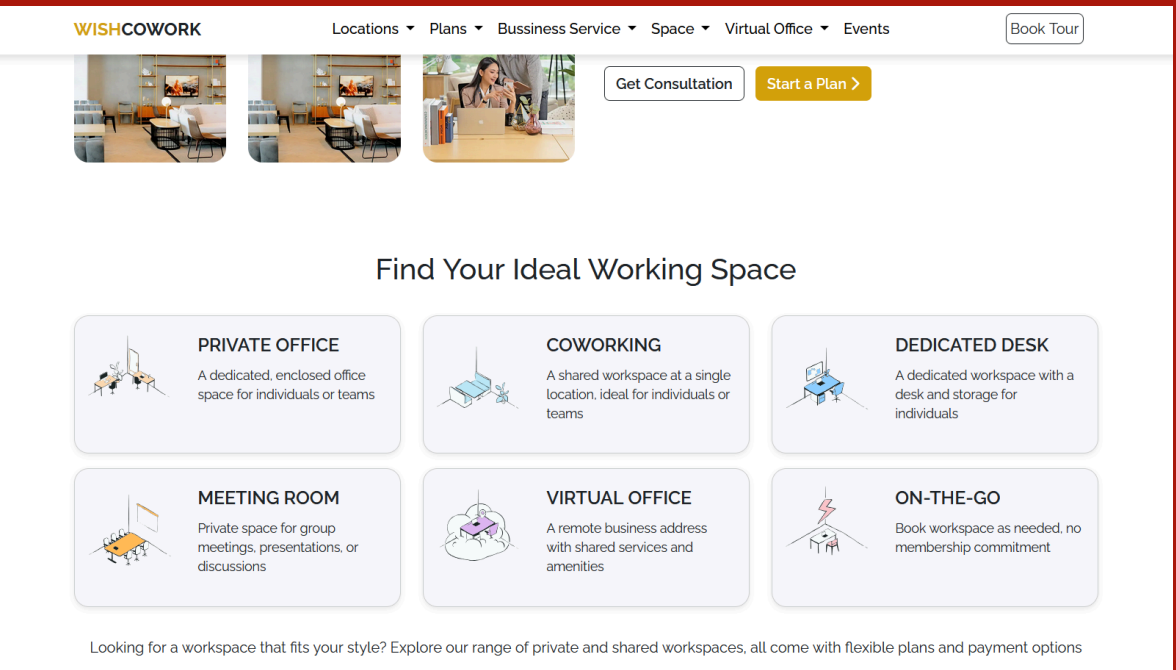 WISHCOWORK Locations Plans Bussiness Service Space Virtual Office Events Book Tour
Get Consultation Start a Plan
Find Your Ideal Working Space
PRIVATE OFFICE
A dedicated, enclosed office
space for individuals or teams
COWORKING
A shared workspace at a single
location, ideal for individuals or
teams
DEDICATED DESK
A dedicated workspace with a
desk and storage for
individuals
MEETING ROOM
Private space for group
meetings, presentations, or
discussions
VIRTUAL OFFICE
A remote business address
with shared services and
amenities
ON-THE-GO
Book workspace as needed, no
membership commitment
Looking for a workspace that fits your style? Explore our range of private and shared workspaces, all come with flexible plans and payment options